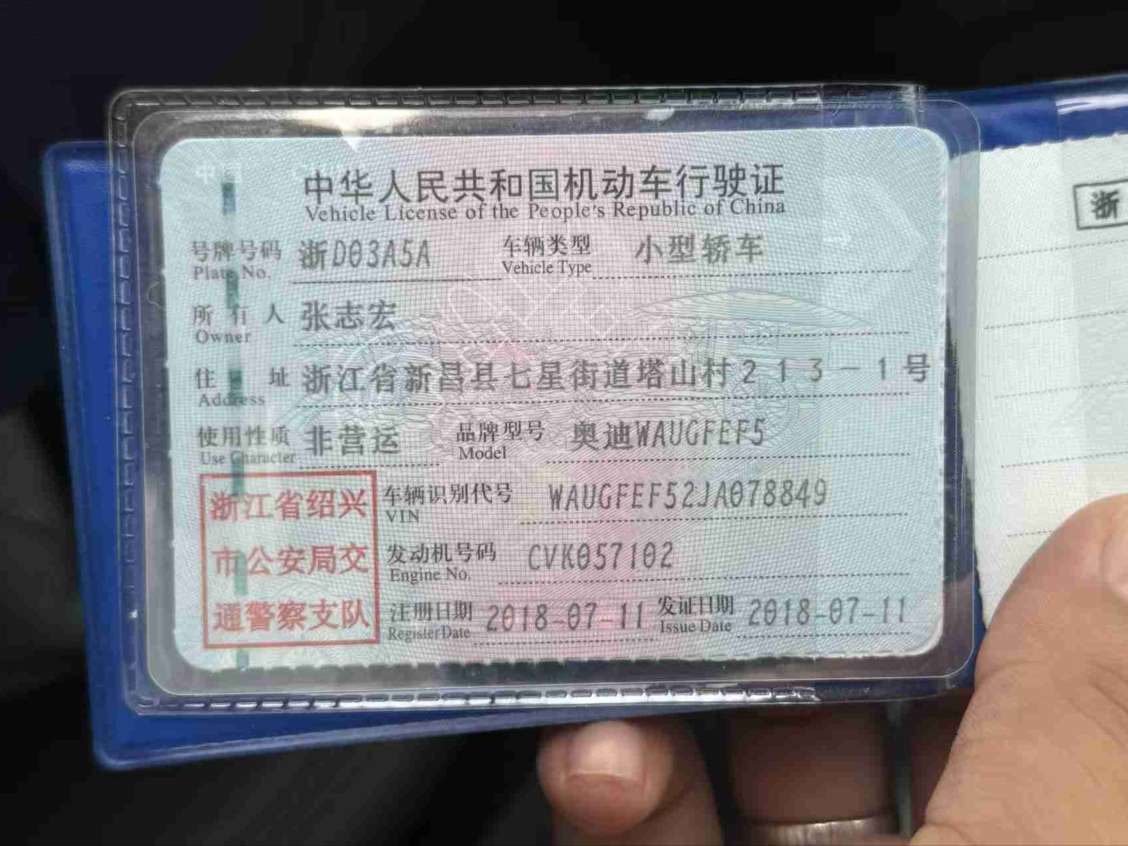 中华人民共和国机动车行驶证
Vehicle License of the People's Republic of China
号牌号码 浙D03A5A 车辆类型 小型轿车
Plate No. Vehicle Type
所有人 张志宏
Owner
住址 浙江省新昌县七星街道塔山村213-1号
Address
使用性质 非营运 品牌型号 奥迪WAUGFEF5
Use Character Model
浙江省绍兴
市公安局交
通警察支队
车辆识别代号 WAUGFEF52JA078849
VIN
发动机号码 CVK057102
Engine No.
注册日期 2018-07-11 发证日期 2018-07-11
Register Date Issue Date
浙